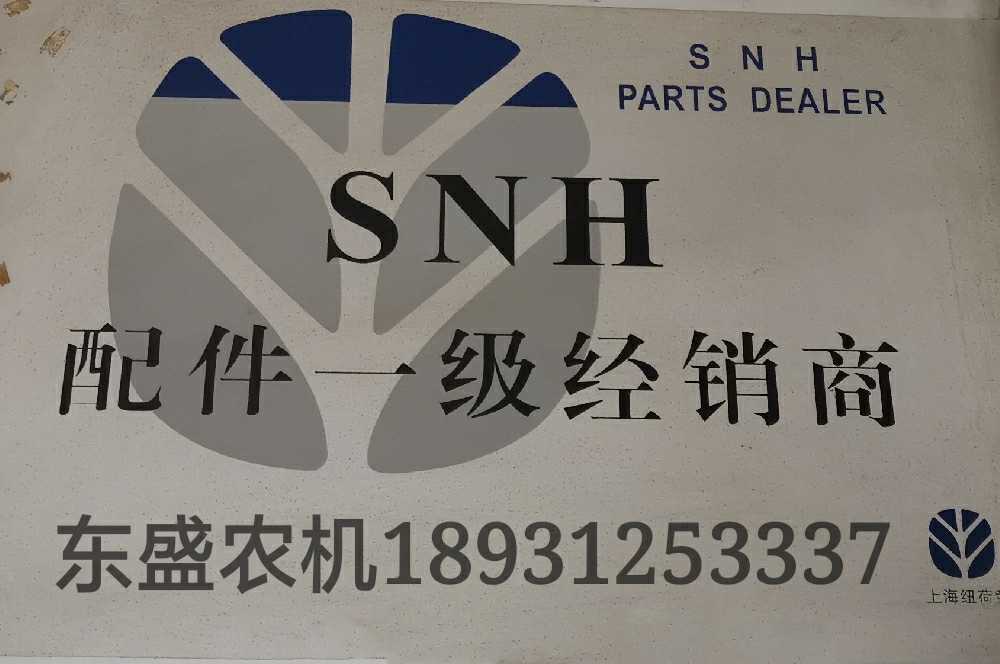 S N H
PARTS DEALER
SNH
配件一级经销商
东盛农机18931253337
上海纽荷